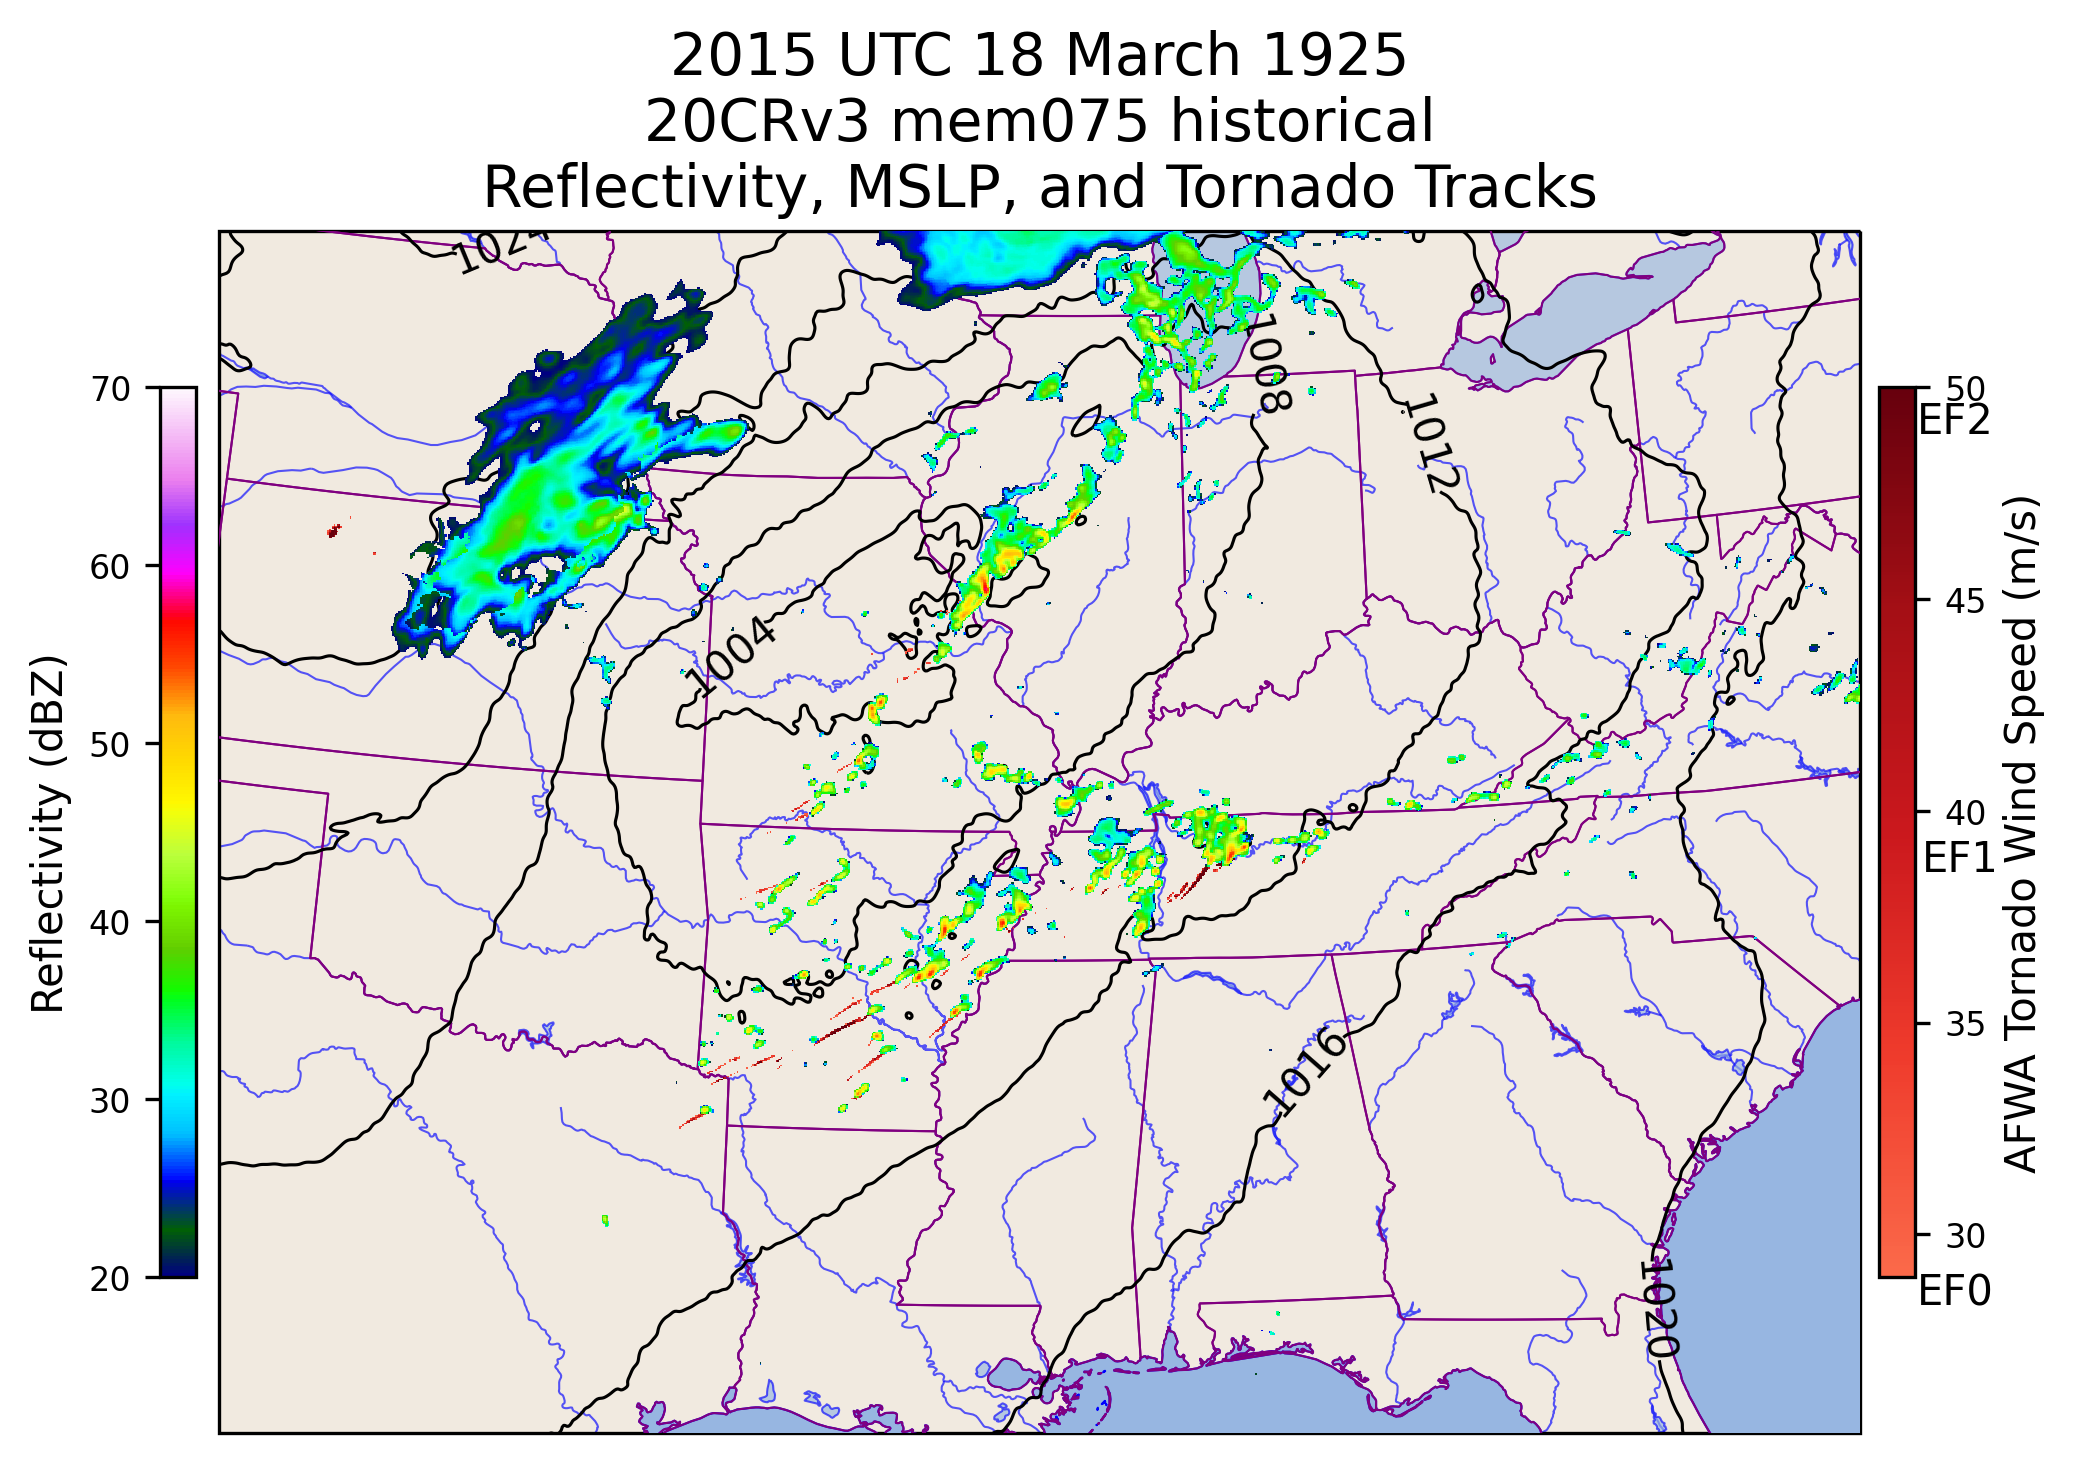 2015 UTC 18 March 1925
20CRv3 mem075 historical
Reflectivity, MSLP, and Tornado Tracks
1024
1008
1012
1004
1016
1020
Reflectivity (dBZ)
70
60
50
40
30
20
50
EF2
45
40
EF1
35
30
EF0
AFWA Tornado Wind Speed (m/s)